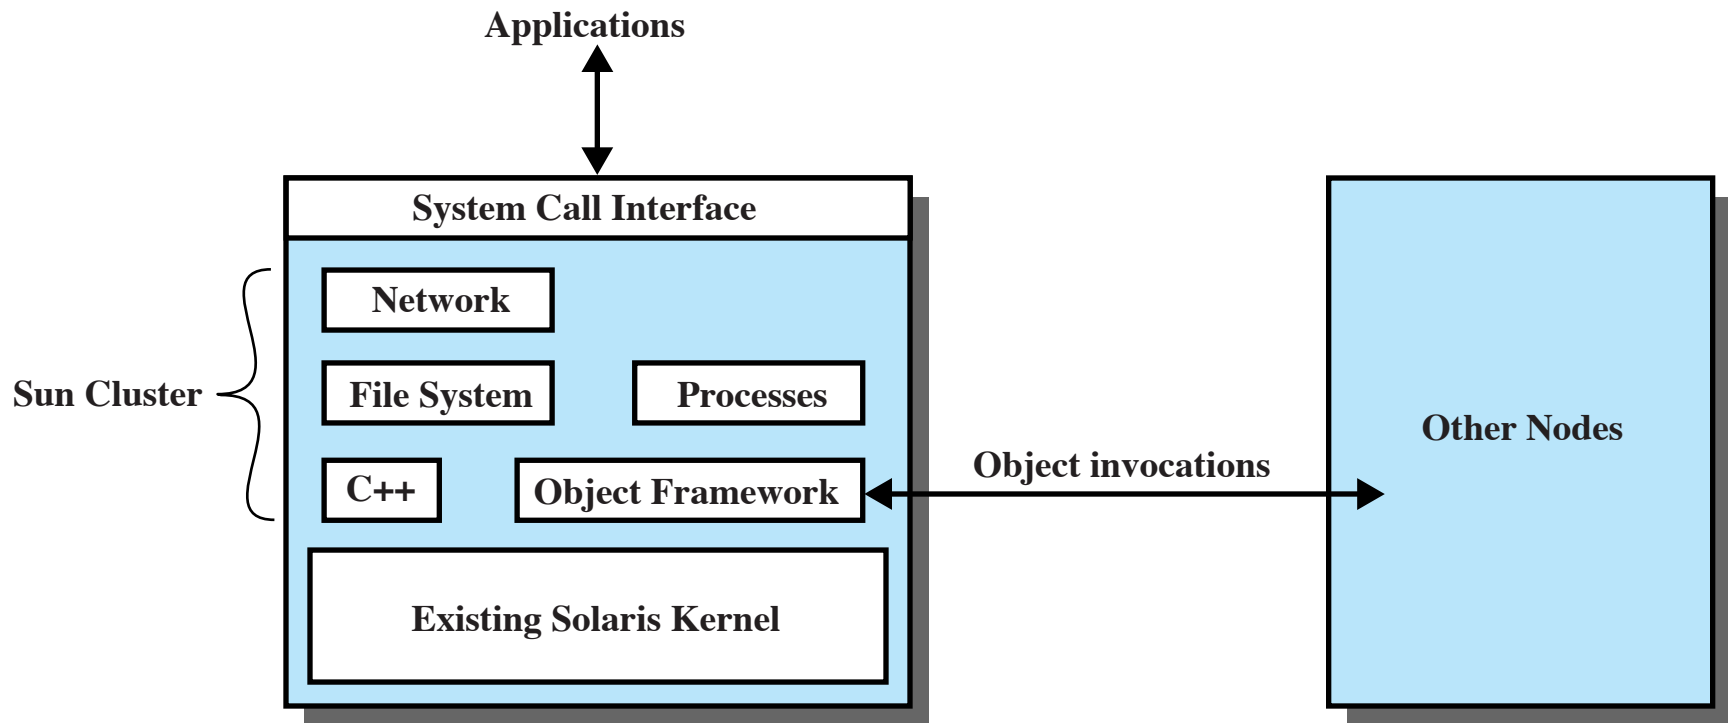 Applications
System Call Interface
Network
Sun Cluster
File System
Processes
C++
Object Framework
Object invocations
Other Nodes
Existing Solaris Kernel